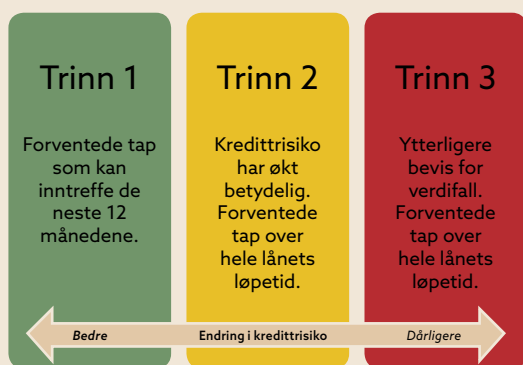 Trinn 1
Forventede tap
som kan
inntreffe de
neste 12
månedene.
Trinn 2
Kredittrisiko
har økt
betydelig.
Forventede
tap over
hele lånets
løpetid.
Trinn 3
Ytterligere
bevis for
verdifall.
Forventede
tap over
hele lånets
løpetid.
Bedre Endring i kredittrisiko Dårligere